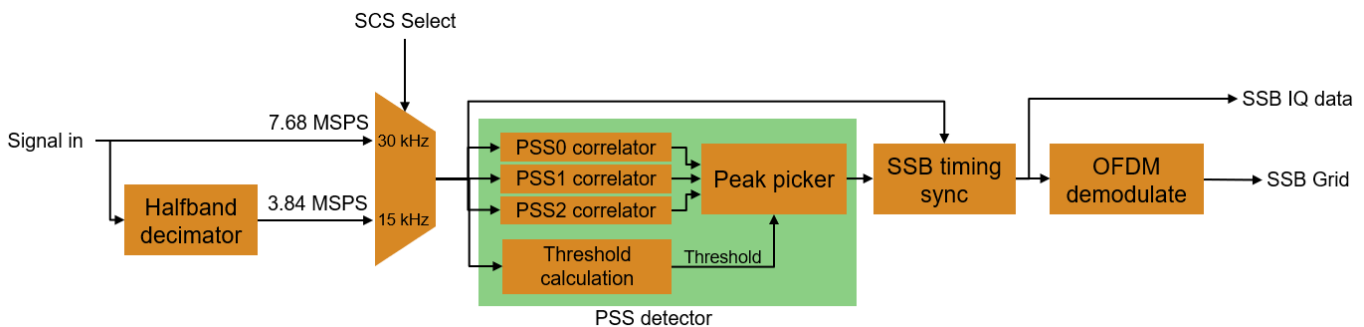 SCS Select
Signal in
7.68 MSPS
30 kHz
Halfband
decimator
3.84 MSPS
15 kHz
PSS0 correlator
PSS1 correlator
PSS2 correlator
Threshold
calculation
Threshold
Peak picker
PSS detector
SSB timing
sync
OFDM
demodulate
SSB IQ data
SSB Grid